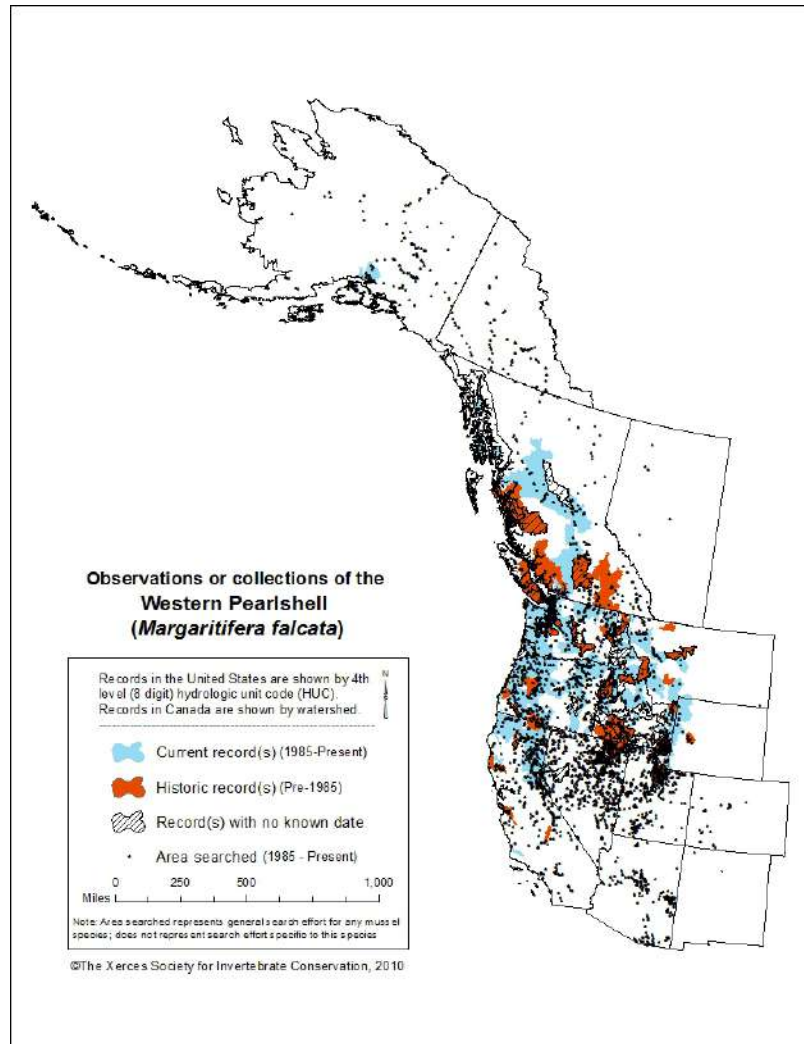 Observations or collections of the
Western Pearlshell
(Margaritifera falcata)
Records in the United States are shown by 4th
level (8 digit) hydrologic unit code (HUC).
Records in Canada are shown by watershed.
N
Current record(s) (1985-Present)
Historic record(s) (Pre-1985)
Record(s) with no known date
Area searched (1985 - Present)
0 250 500 1,000
Miles
Note: Area searched represents general search effort for any mussel
species; does not represent search effort specific to this species
©The Xerces Society for Invertebrate Conservation, 2010